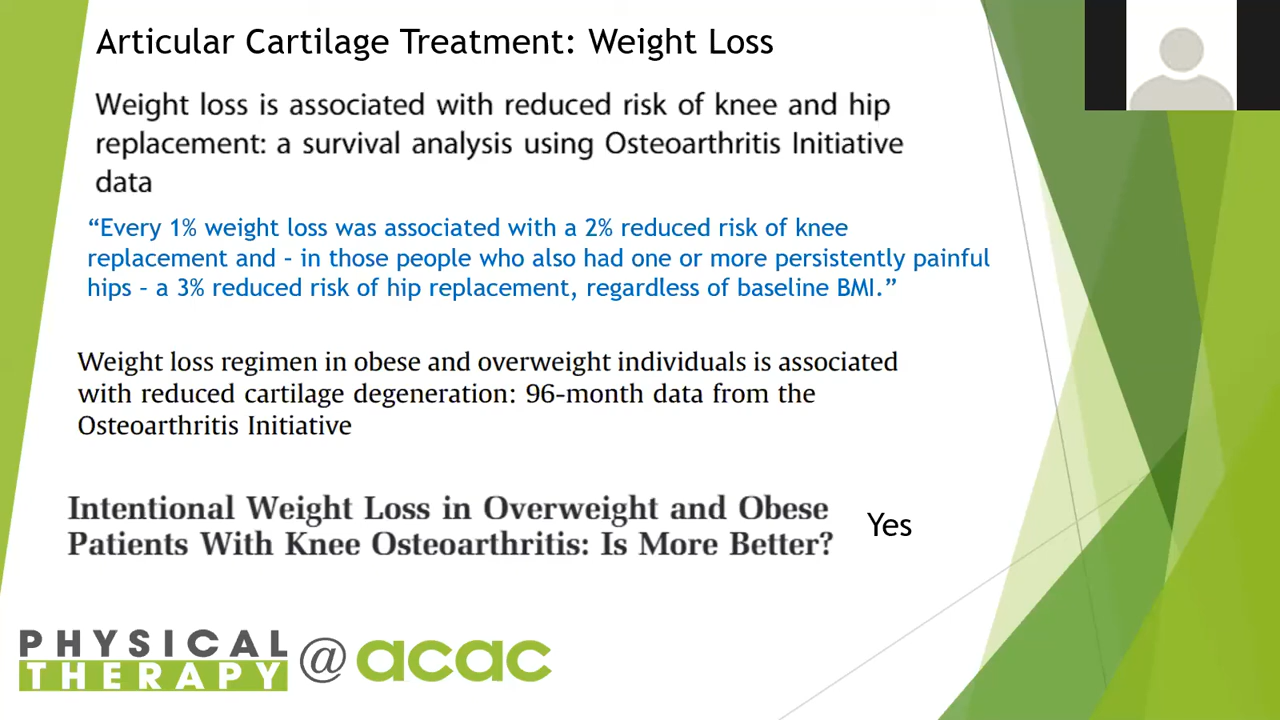 Articular Cartilage Treatment: Weight Loss
Weight loss is associated with reduced risk of knee and hip
replacement: a survival analysis using Osteoarthritis Initiative
data
“Every 1% weight loss was associated with a 2% reduced risk of knee
replacement and – in those people who also had one or more persistently painful
hips – a 3% reduced risk of hip replacement, regardless of baseline BMI.”
Weight loss regimen in obese and overweight individuals is associated
with reduced cartilage degeneration: 96-month data from the
Osteoarthritis Initiative
Intentional Weight Loss in Overweight and Obese
Patients With Knee Osteoarthritis: Is More Better?
Yes
PHYSICAL
THERAPY @ acac